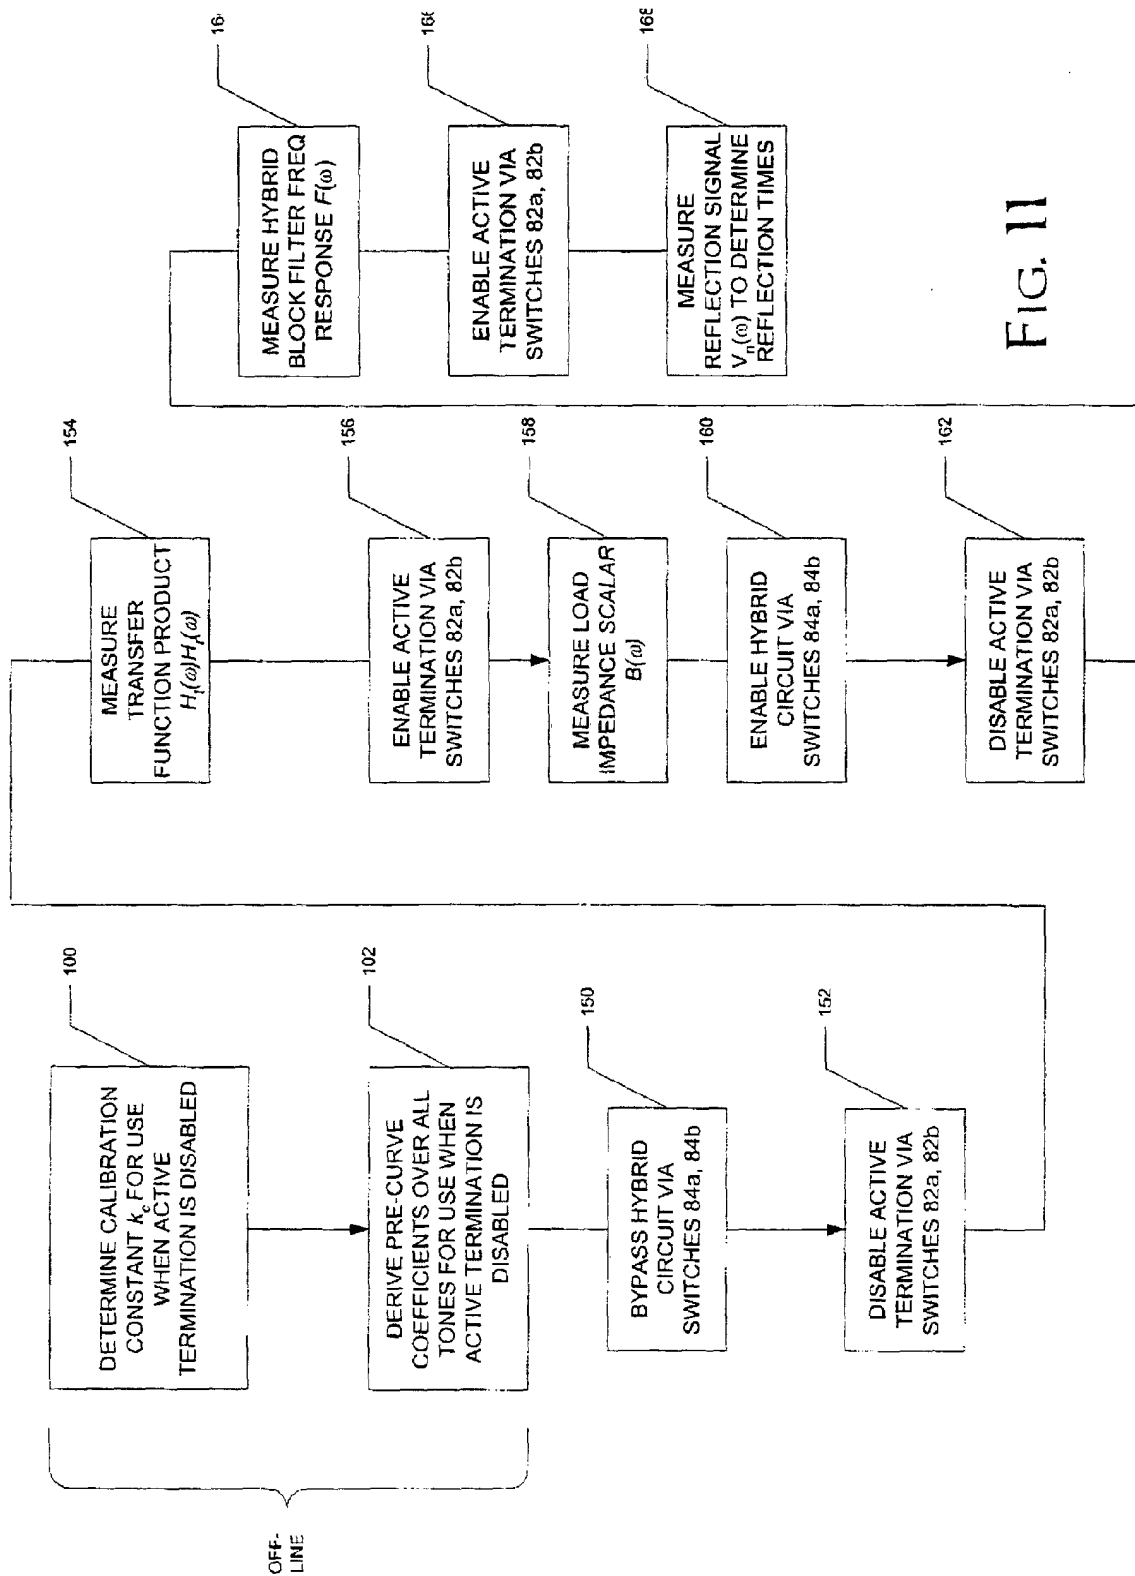 OFF-
LINE
100
DETERMINE CALIBRATION
CONSTANT kc FOR USE
WHEN ACTIVE
TERMINATION IS DISABLED
102
DERIVE PRE-CURVE
COEFFICIENTS OVER ALL
TONES FOR USE WHEN
ACTIVE TERMINATION IS
DISABLED
150
BYPASS HYBRID
CIRCUIT VIA
SWITCHES 84a, 84b
152
DISABLE ACTIVE
TERMINATION VIA
SWITCHES 82a, 82b
154
MEASURE
TRANSFER
FUNCTION PRODUCT
156
ENABLE ACTIVE
TERMINATION VIA
SWITCHES 82a, 82b
158
MEASURE LOAD
IMPEDANCE SCALAR
B(ω)
160
ENABLE HYBRID
CIRCUIT VIA
SWITCHES 84a, 84b
162
DISABLE ACTIVE
TERMINATION VIA
SWITCHES 82a, 82b
MEASURE HYBRID
BLOCK FILTER FREQ
RESPONSE F(ω)
ENABLE ACTIVE
TERMINATION VIA
SWITCHES 82a, 82b
MEASURE
REFLECTION SIGNAL
Vn(ω) TO DETERMINE
REFLECTION TIMES
FIG. 11